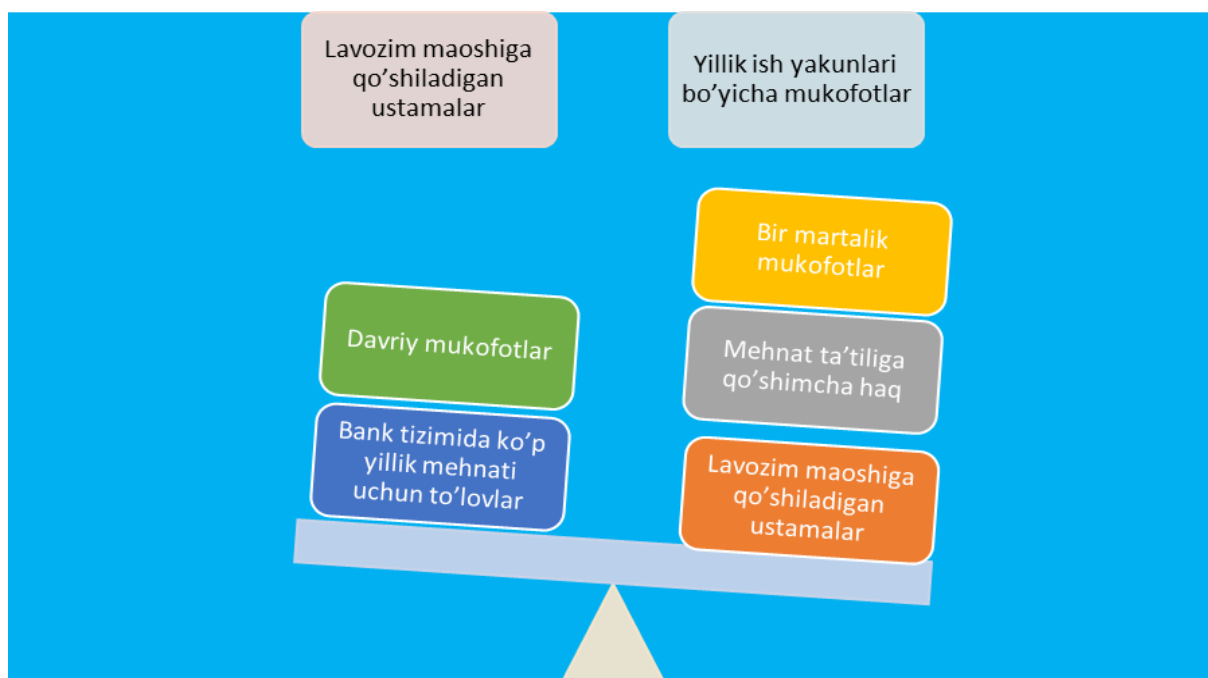 Lavozim maoshiga
qo’shiladigan
ustamalar
Yillik ish yakunlari
bo’yicha mukofotlar
Bir martalik
mukofotlar
Davriy mukofotlar
Mehnat ta’tiliga
qo’shimcha haq
Bank tizimida ko’p
yillik mehnati
uchun to’lovlar
Lavozim maoshiga
qo’shiladigan
ustamalar